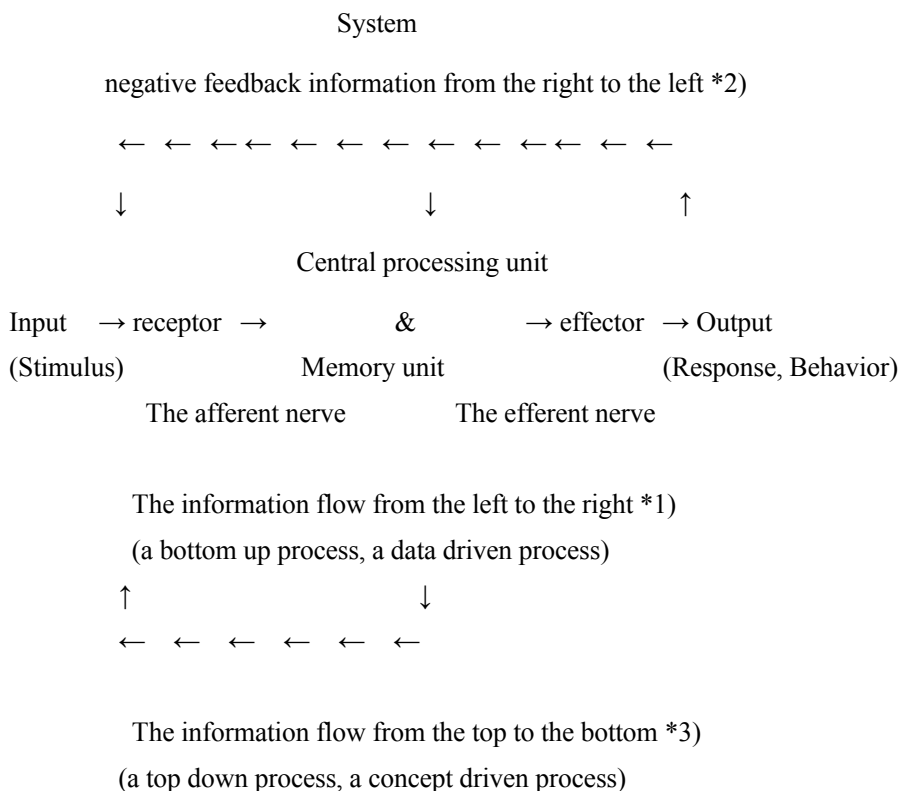 System
negative feedback information from the right to the left *2)
← ← ← ← ← ← ← ← ← ← ← ← ←
↓ ↓ ↑
Central processing unit
Input → receptor → & → effector → Output
(Stimulus) Memory unit (Response, Behavior)
The afferent nerve The efferent nerve
The information flow from the left to the right *1)
(a bottom up process, a data driven process)
↑ ↓
← ← ← ← ← ←
The information flow from the top to the bottom *3)
(a top down process, a concept driven process)